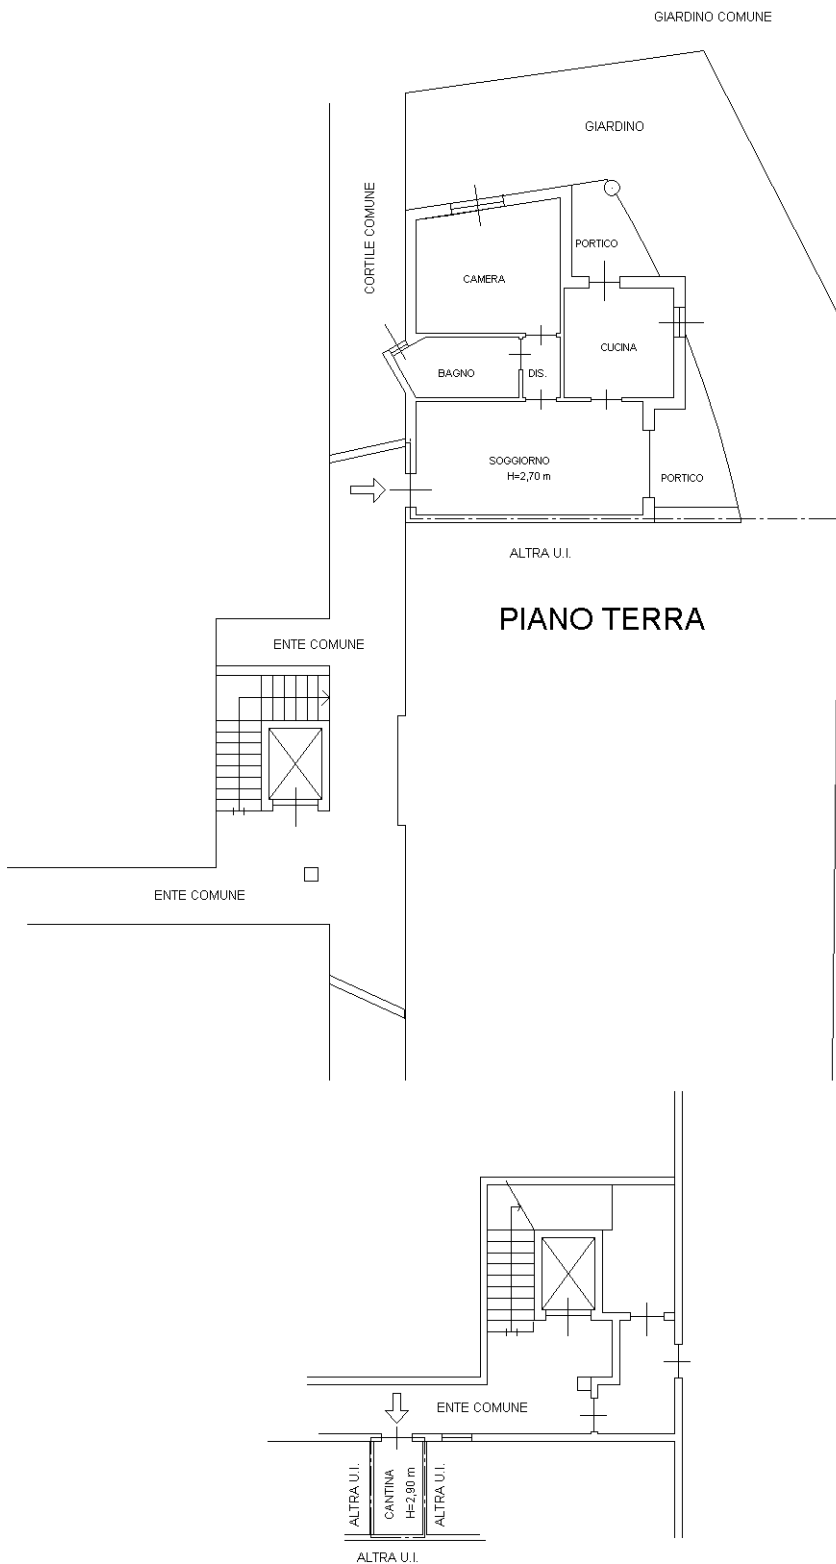 GIARDINO COMUNE
GIARDINO
CORTILE COMUNE
PORTICO
CAMERA
CUCINA
BAGNO
DIS.
SOGGIORNO
H=2,70 m
PORTICO
ALTRA U.I.
PIANO TERRA
ENTE COMUNE
ENTE COMUNE
ENTE COMUNE
ALTRA U.I.
CANTINA
H=2,90 m
ALTRA U.I.
ALTRA U.I.